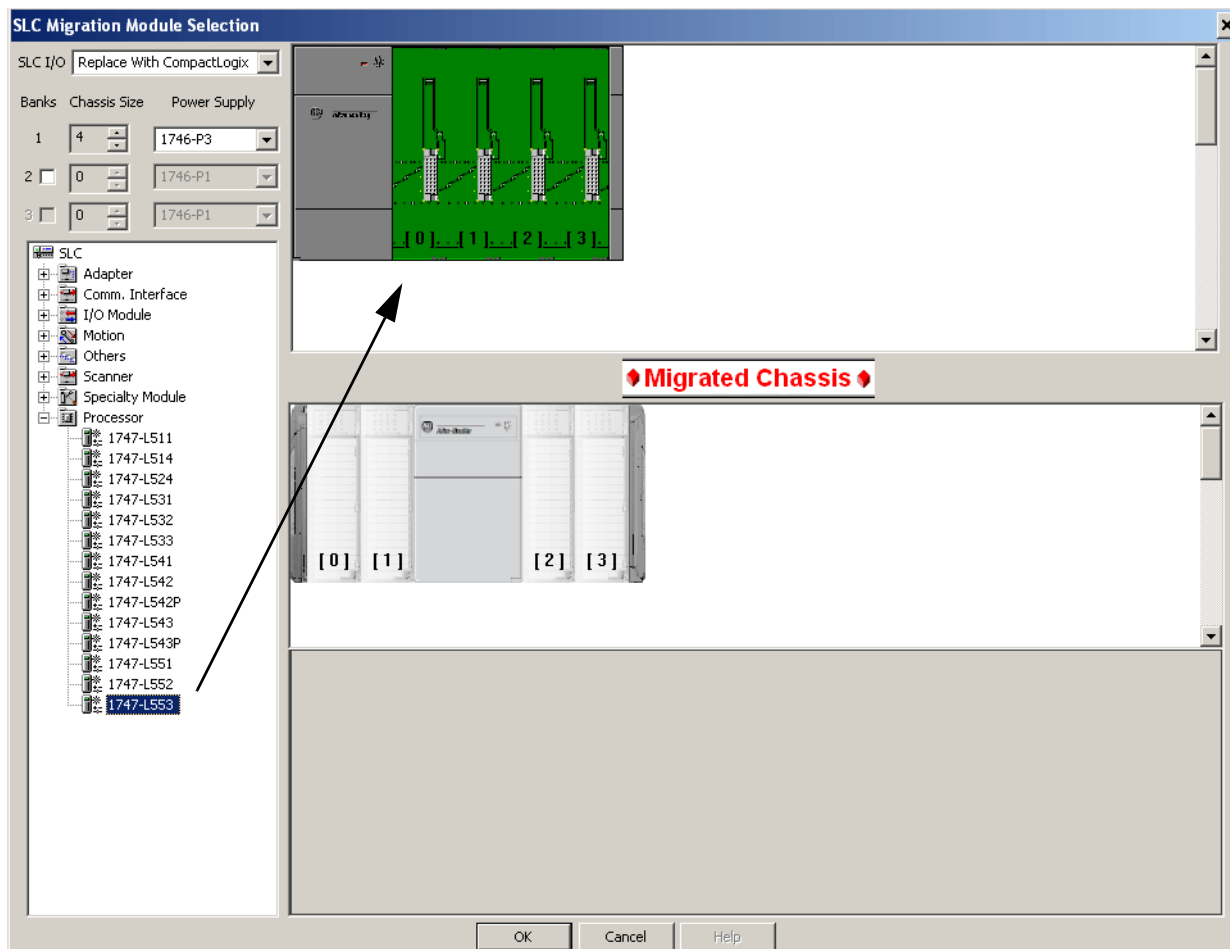 SLC Migration Module Selection
SLC I/O Replace With CompactLogix
Banks Chassis Size Power Supply
1 4 1746-P3
2 0 1746-P1
3 0 1746-P1
SLC
Adapter
Comm. Interface
I/O Module
Motion
Others
Scanner
Specialty Module
Processor
1747-L511
1747-L514
1747-L524
1747-L531
1747-L532
1747-L533
1747-L541
1747-L542
1747-L542P
1747-L543
1747-L543P
1747-L551
1747-L552
1747-L553
[ 0 ] [ 1 ] [ 2 ] [ 3 ]
Migrated Chassis
[ 0 ] [ 1 ] [ 2 ] [ 3 ]
OK Cancel Help